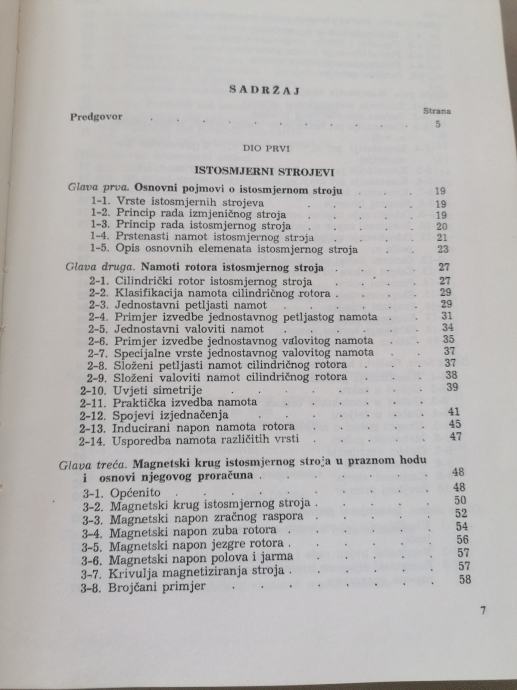 SADRŽAJ
Strana
Predgovor . . . . . . . . . . 5
DIO PRVI
ISTOSMJERNI STROJEVI
Glava prva. Osnovni pojmovi o istosmjernom stroju . . . 19
1-1. Vrste istosmjernih strojeva . . . . . 19
1-2. Princip rada izmjeničnog stroja . . . . . 19
1-3. Princip rada istosmjernog stroja . . . . . 20
1-4. Prstenasti namot istosmjernog stroja . . . . 21
1-5. Opis osnovnih elemenata istosmjernog stroja . . . 23
Glava druga. Namoti rotora istosmjernog stroja . . . . 27
2-1. Cilindrički rotor istosmjernog stroja . . . . 27
2-2. Klasifikacija namota cilindričnog rotora . . . . 29
2-3. Jednostavni petljasti namot . . . . . . 29
2-4. Primjer izvedbe jednostavnog petljastog namota . . 31
2-5. Jednostavni valoviti namot . . . . . . 34
2-6. Primjer izvedbe jednostavnog valovitog namota . . 35
2-7. Specijalne vrste jednostavnog valovitog namota . . 37
2-8. Složeni petljasti namot cilindričnog rotora . . . 37
2-9. Složeni valoviti namot cilindričnog rotora . . . 38
2-10. Uvjeti simetrije . . . . . . . 39
2-11. Praktička izvedba namota . . . . . .
2-12. Spojevi izjednačenja . . . . . . 41
2-13. Inducirani napon namota rotora . . . . . 45
2-14. Usporedba namota različitih vrsti . . . . . 47
Glava treća. Magnetski krug istosmjernog stroja u praznom hodu
i osnovi njegovog proračuna . . . . . . 48
3-1. Općenito . . . . . . . . 48
3-2. Magnetski krug istosmjernog stroja . . . . 50
3-3. Magnetski napon zračnog raspora . . . . 52
3-4. Magnetski napon zuba rotora . . . . . 54
3-5. Magnetski napon jezgre rotora . . . . . 56
3-6. Magnetski napon polova i jarma . . . . 57
3-7. Krivulja magnetiziranja stroja . . . . . 57
3-8. Brojčani primjer . . . . . . . 58
7